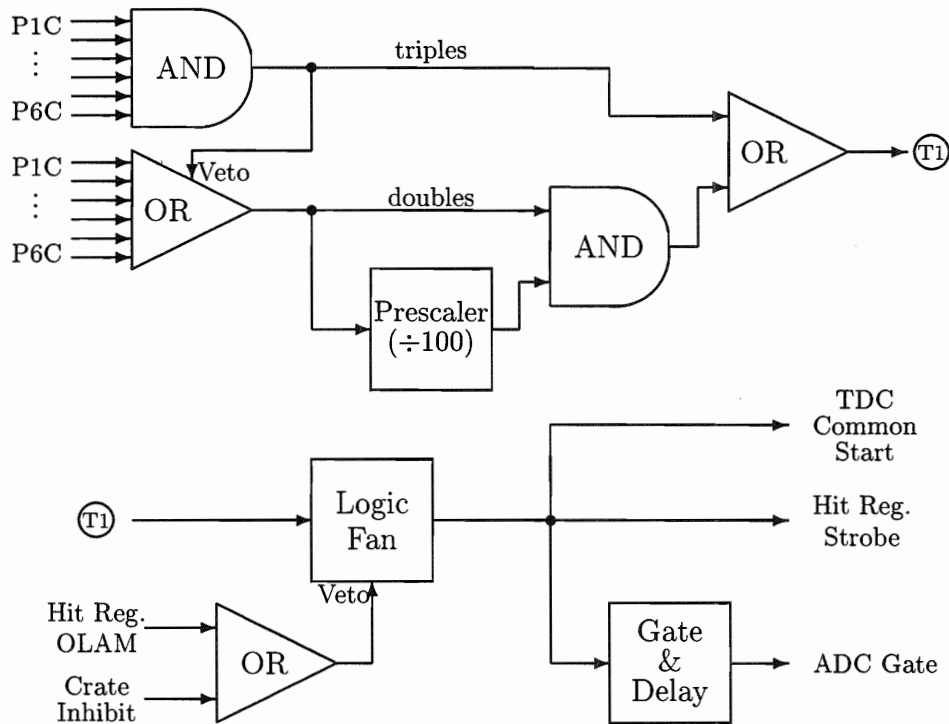 P1C
⋮
P6C
AND
triples
P1C
⋮
P6C
Veto
OR
doubles
AND
OR
T1
Prescaler
(÷100)
TDC
Common
Start
T1
Logic
Fan
Hit Reg.
Strobe
Veto
Hit Reg.
OLAM
Crate
Inhibit
OR
Gate
&
Delay
ADC Gate